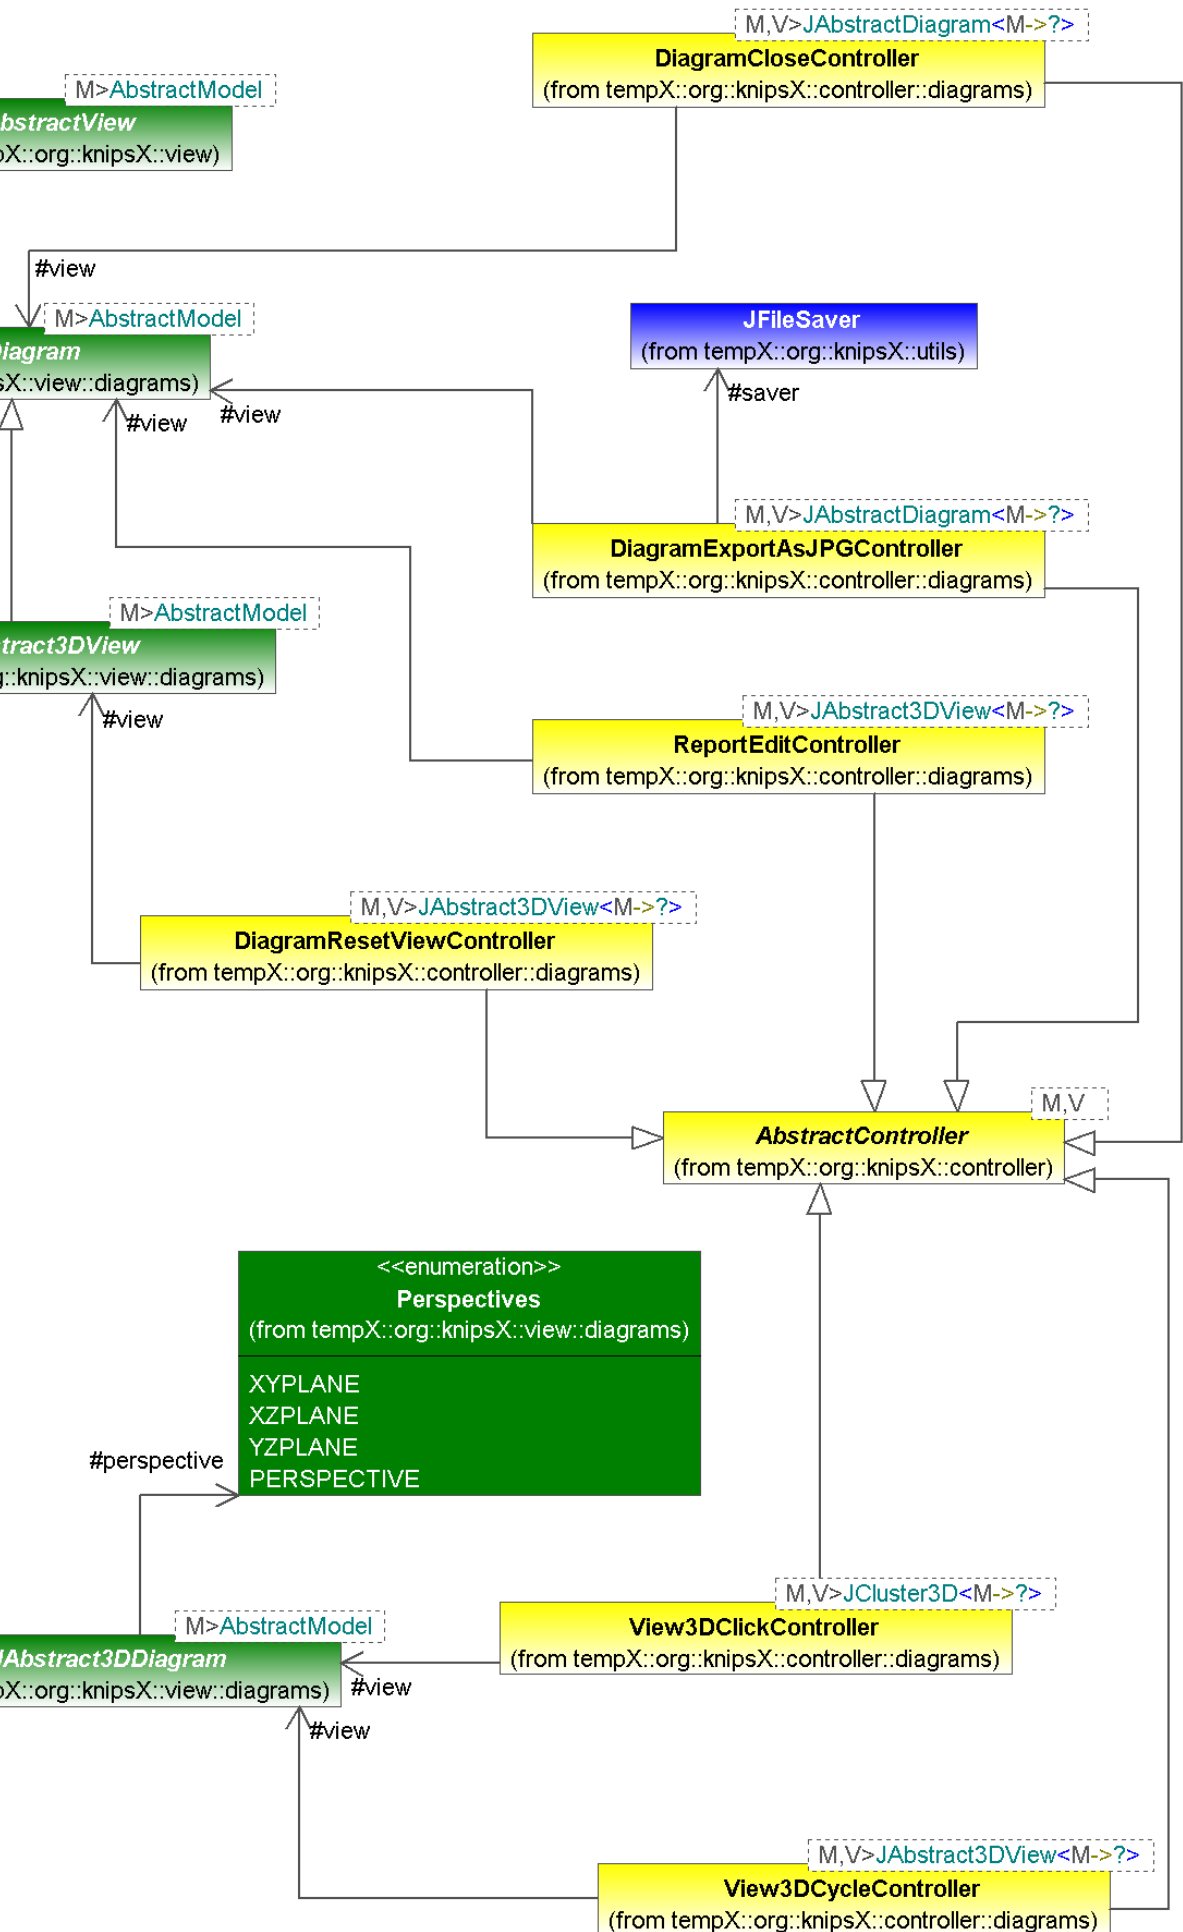 M,V>JAbstractDiagram<M->?>
DiagramCloseController
(from tempX::org::knipsX::controller::diagrams)
M>AbstractModel
bstractView
X::org::knipsX::view)
#view
M>AbstractModel
iagram
sX::view::diagrams)
JFileSaver
(from tempX::org::knipsX::utils)
#saver
#view
#view
M,V>JAbstractDiagram<M->?>
DiagramExportAsJPGController
(from tempX::org::knipsX::controller::diagrams)
M>AbstractModel
tract3DView
g::knipsX::view::diagrams)
#view
M,V>JAbstract3DView<M->?>
ReportEditController
(from tempX::org::knipsX::controller::diagrams)
M,V>JAbstract3DView<M->?>
DiagramResetViewController
(from tempX::org::knipsX::controller::diagrams)
M,V
AbstractController
(from tempX::org::knipsX::controller)
<<enumeration>>
Perspectives
(from tempX::org::knipsX::view::diagrams)
XYPLANE
XZPLANE
YZPLANE
PERSPECTIVE
#perspective
M,V>JCluster3D<M->?>
View3DClickController
(from tempX::org::knipsX::controller::diagrams)
M>AbstractModel
JAbstract3DDiagram
pX::org::knipsX::view::diagrams)
#view
#view
M,V>JAbstract3DView<M->?>
View3DCycleController
(from tempX::org::knipsX::controller::diagrams)